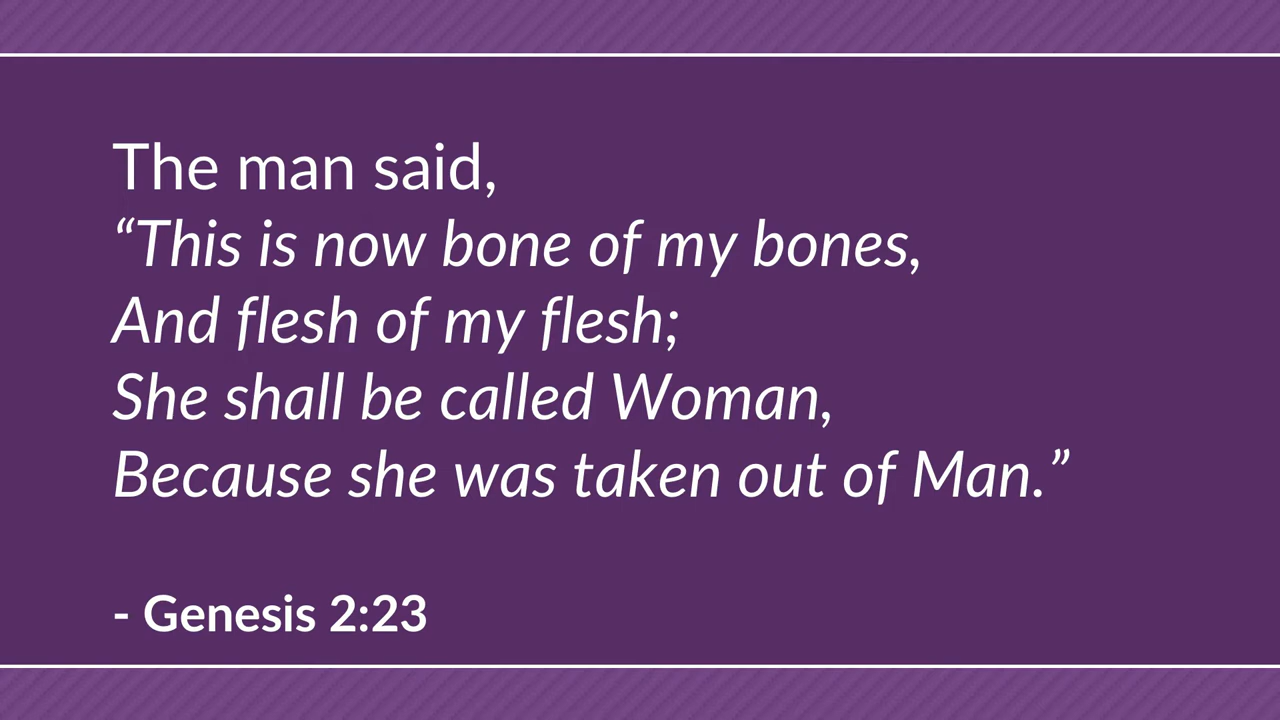 The man said,
“This is now bone of my bones,
And flesh of my flesh;
She shall be called Woman,
Because she was taken out of Man.”
- Genesis 2:23